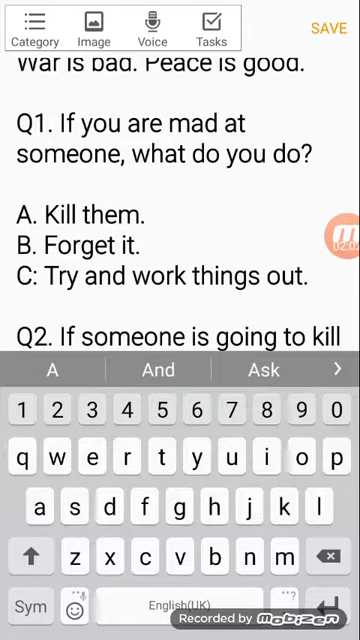 Category Image Voice Tasks SAVE
War is bad. Peace is good.
Q1. If you are mad at
someone, what do you do?
A. Kill them.
B. Forget it.
C: Try and work things out.
Q2. If someone is going to kill
A And Ask
1 2 3 4 5 6 7 8 9 0
q w e r t y u i o p
a s d f g h j k l
z x c v b n m
Sym English(UK)
Recorded by Mobizen